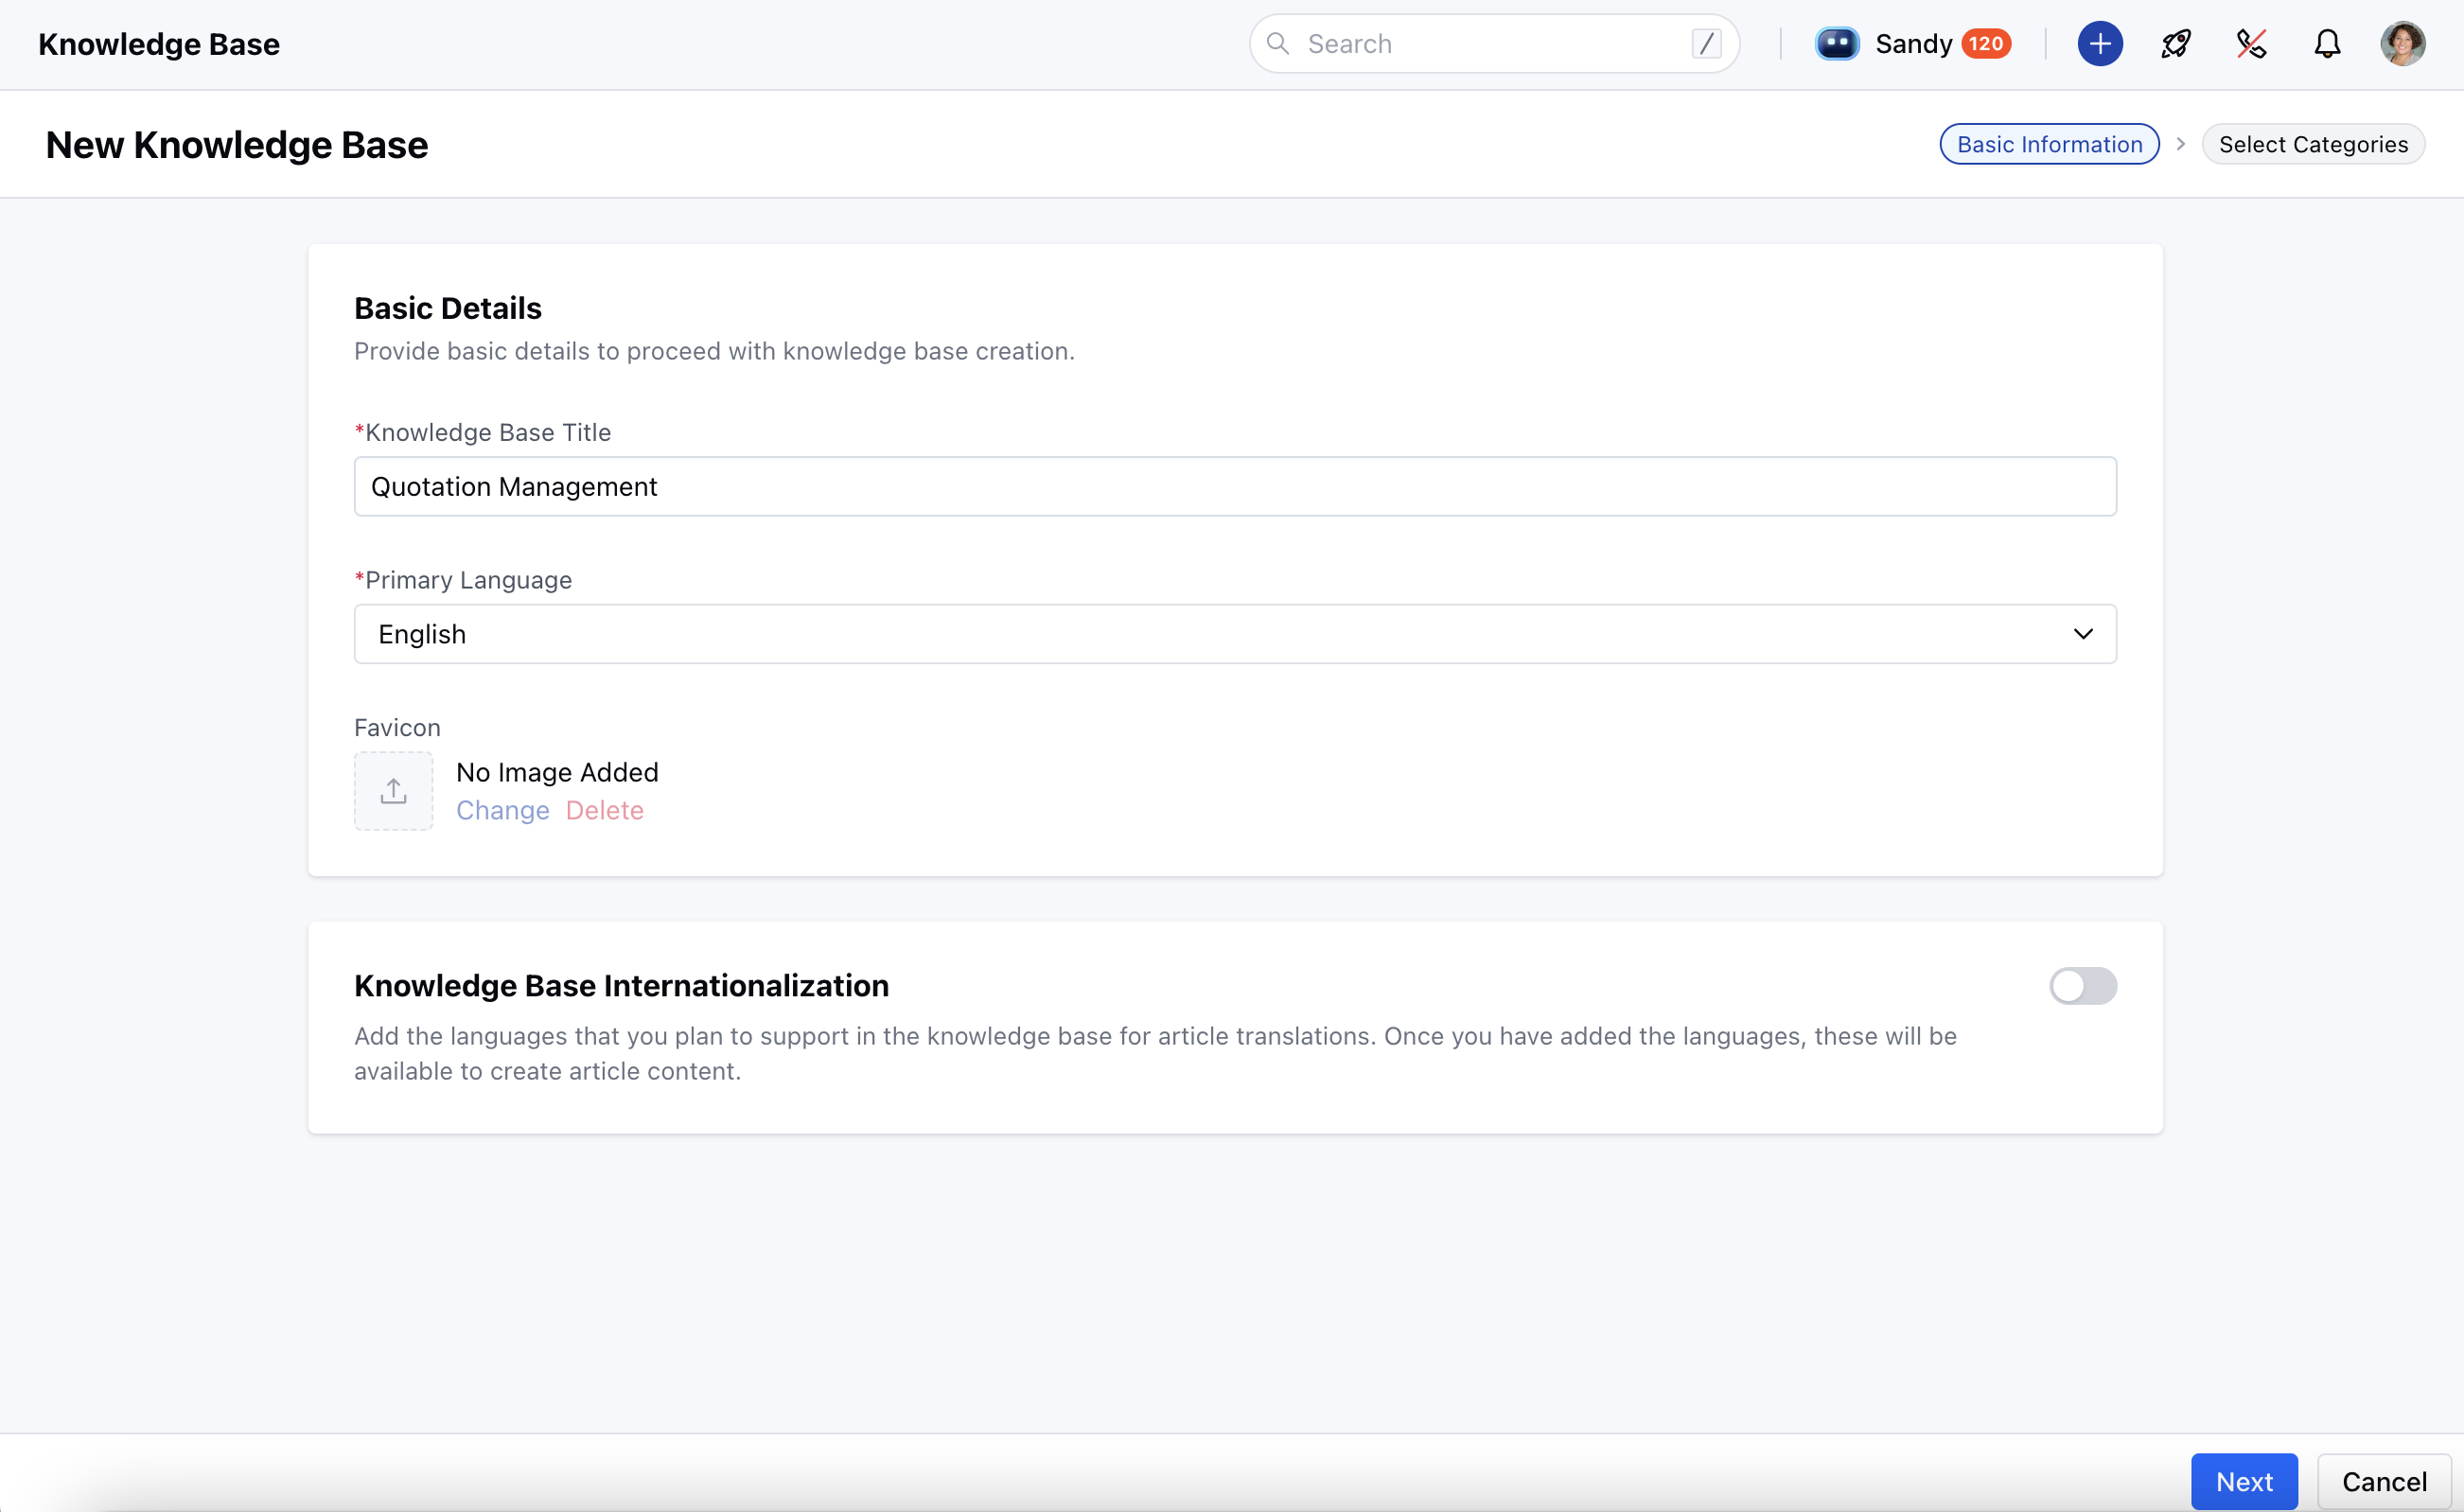 Knowledge Base
Search /
Sandy 120
New Knowledge Base
Basic Information
Select Categories
Basic Details
Provide basic details to proceed with knowledge base creation.
*Knowledge Base Title
Quotation Management
*Primary Language
English
Favicon
No Image Added
Change Delete
Knowledge Base Internationalization
Add the languages that you plan to support in the knowledge base for article translations. Once you have added the languages, these will be
available to create article content.
Next Cancel